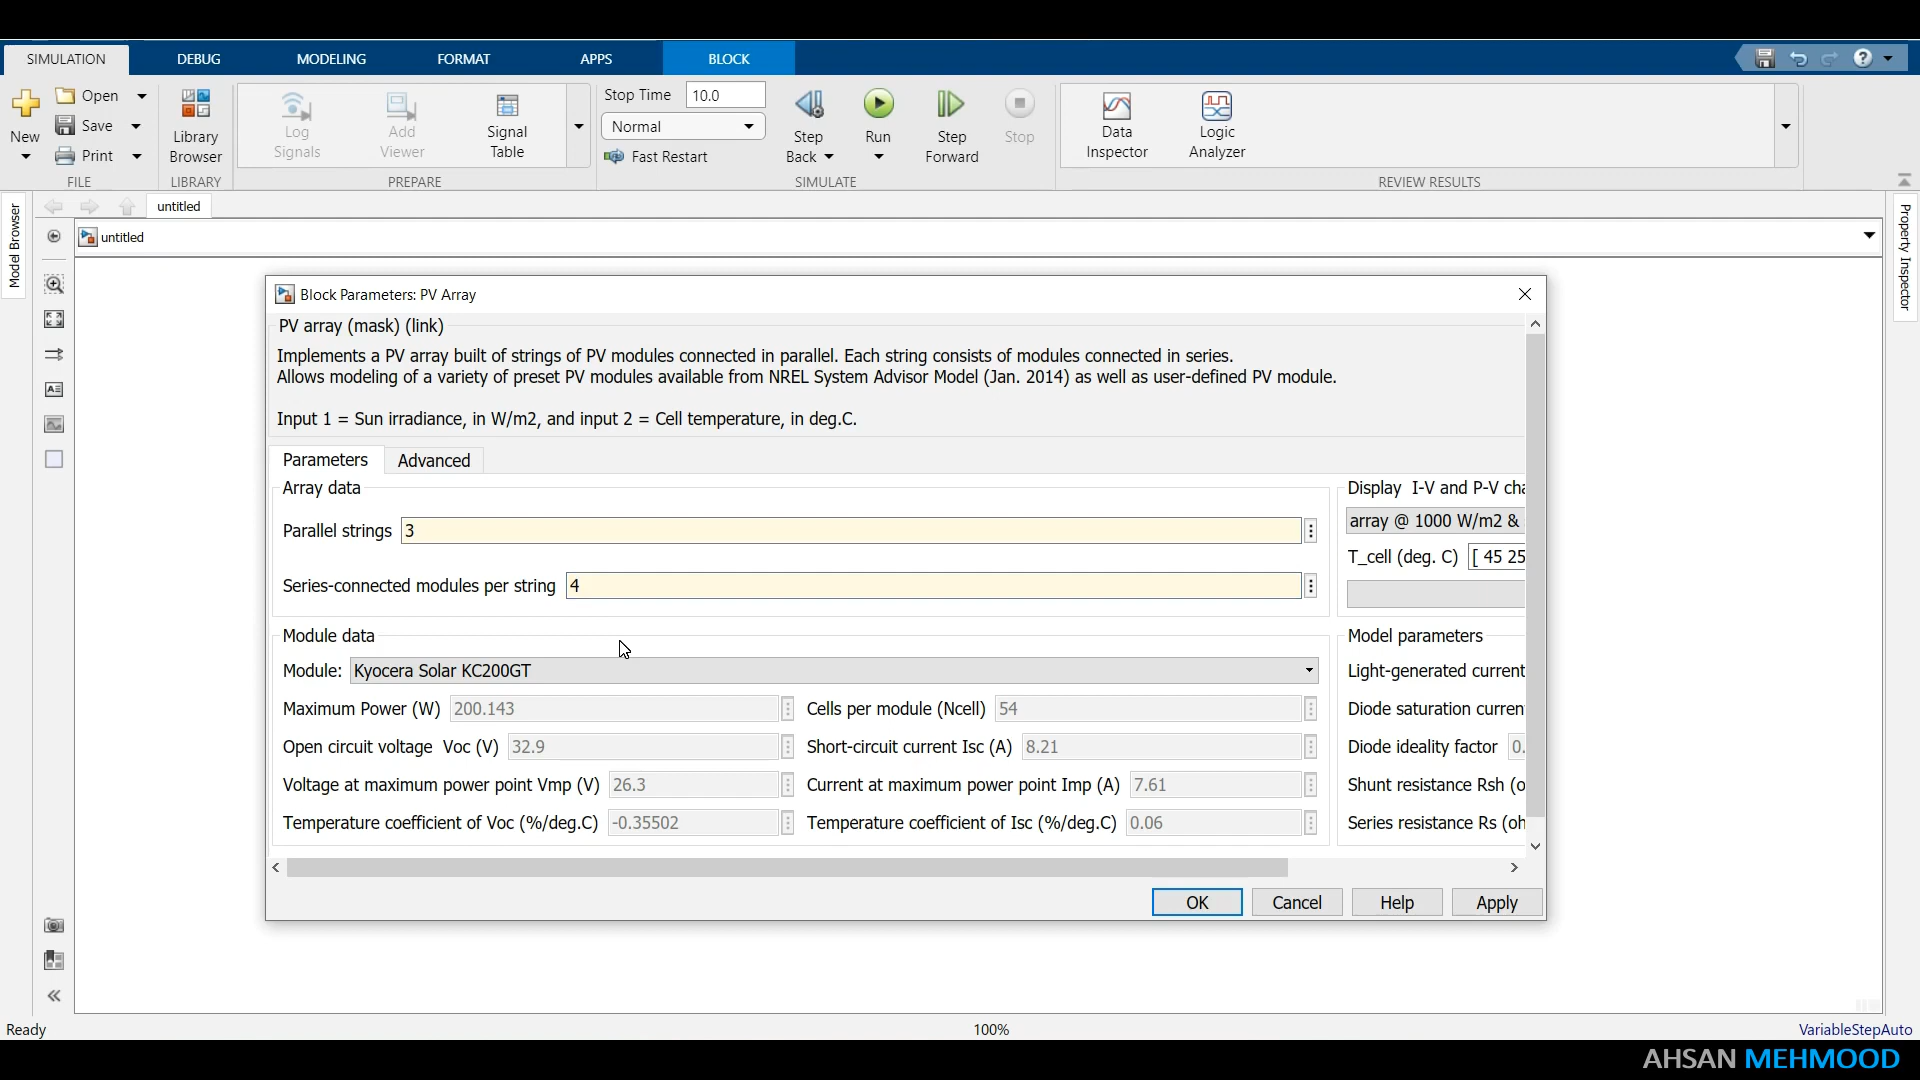 SIMULATION DEBUG MODELING FORMAT APPS BLOCK
New
Open
Save
Print
FILE
Library
Browser
LIBRARY
Log
Signals
Add
Viewer
Signal
Table
PREPARE
Stop Time 10.0
Normal
Fast Restart
Step
Back
Run
Step
Forward
Stop
SIMULATE
Data
Inspector
Logic
Analyzer
REVIEW RESULTS
Model Browser
untitled
untitled
Property Inspector
Block Parameters: PV Array
PV array (mask) (link)
Implements a PV array built of strings of PV modules connected in parallel. Each string consists of modules connected in series.
Allows modeling of a variety of preset PV modules available from NREL System Advisor Model (Jan. 2014) as well as user-defined PV module.
Input 1 = Sun irradiance, in W/m2, and input 2 = Cell temperature, in deg.C.
Parameters Advanced
Array data
Parallel strings 3
Series-connected modules per string 4
Display I-V and P-V cha
array @ 1000 W/m2 &
T_cell (deg. C) [ 45 25
Module data
Module: Kyocera Solar KC200GT
Maximum Power (W) 200.143 Cells per module (Ncell) 54
Open circuit voltage Voc (V) 32.9 Short-circuit current Isc (A) 8.21
Voltage at maximum power point Vmp (V) 26.3 Current at maximum power point Imp (A) 7.61
Temperature coefficient of Voc (%/deg.C) -0.35502 Temperature coefficient of Isc (%/deg.C) 0.06
Model parameters
Light-generated current
Diode saturation curren
Diode ideality factor 0.
Shunt resistance Rsh (o
Series resistance Rs (oh
OK Cancel Help Apply
Ready 100% VariableStepAuto
AHSAN MEHMOOD